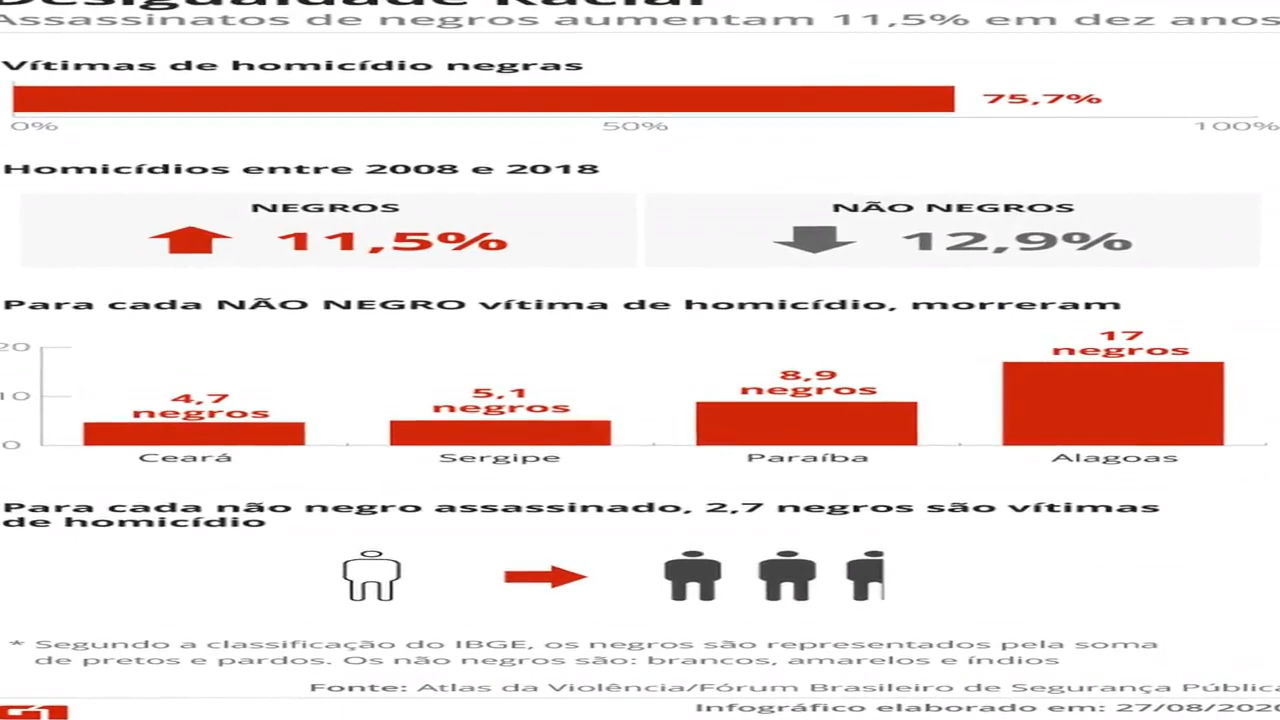 Desigualdade Racial
Assassinatos de negros aumentam 11,5% em dez anos
Vítimas de homicídio negras
75,7%
0% 50% 100%
Homicídios entre 2008 e 2018
NEGROS
11,5%
NÃO NEGROS
12,9%
Para cada NÃO NEGRO vítima de homicídio, morreram
20
10
0
4,7
negros
5,1
negros
8,9
negros
17
negros
Ceará Sergipe Paraíba Alagoas
Para cada não negro assassinado, 2,7 negros são vítimas
de homicídio
* Segundo a classificação do IBGE, os negros são representados pela soma
de pretos e pardos. Os não negros são: brancos, amarelos e índios
Fonte: Atlas da Violência/Fórum Brasileiro de Segurança Pública
Infográfico elaborado em: 27/08/2020
G1